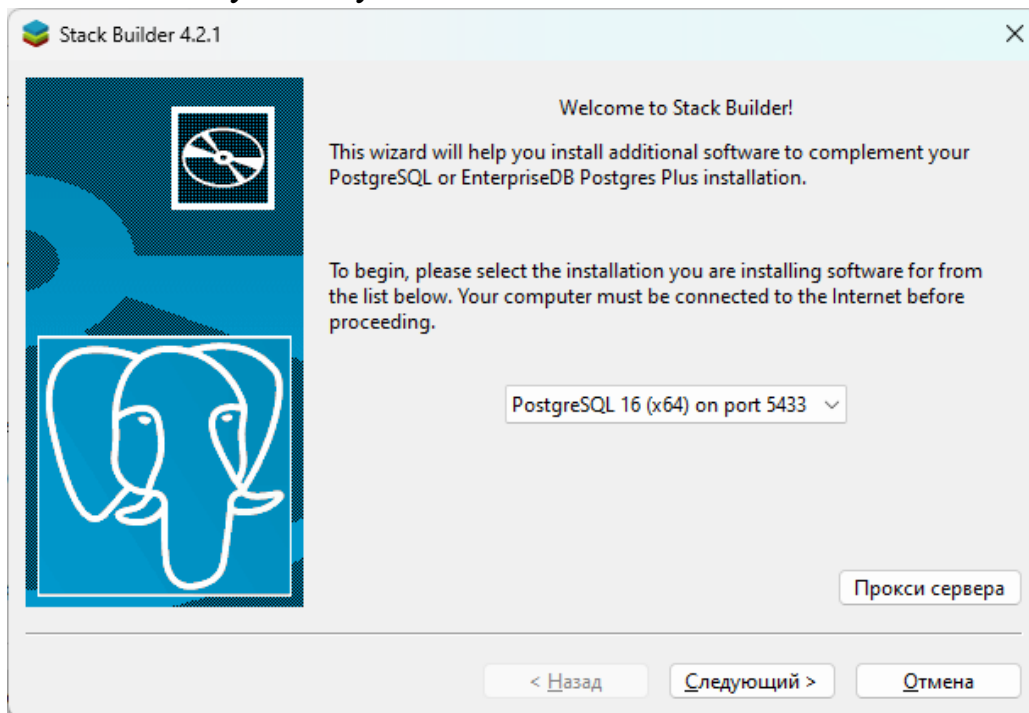 Stack Builder 4.2.1
Welcome to Stack Builder!
This wizard will help you install additional software to complement your
PostgreSQL or EnterpriseDB Postgres Plus installation.
To begin, please select the installation you are installing software for from
the list below. Your computer must be connected to the Internet before
proceeding.
PostgreSQL 16 (x64) on port 5433
Прокси сервера
< Назад
Следующий >
Отмена